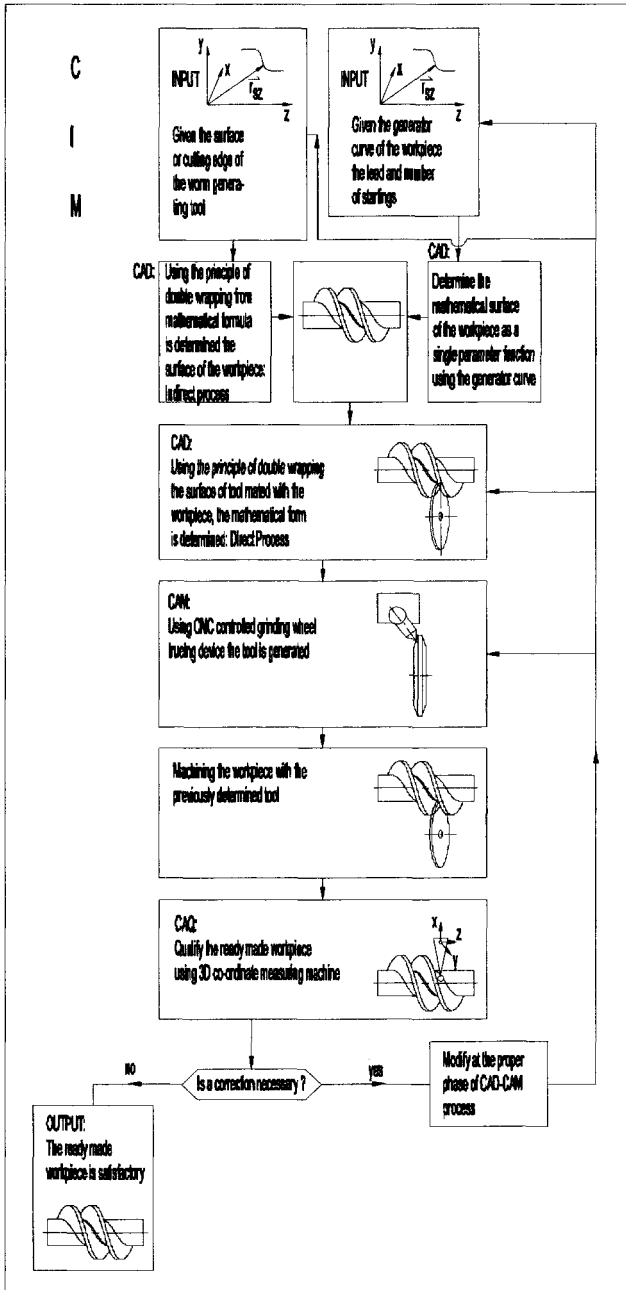 C
I
M
y
x
INPUT
r sz
z
Given the surface
or cutting edge of
the worm genera-
ting tool
y
x
INPUT
r sz
z
Given the generator
curve of the workpiece
the lead and number
of startings
CAD:
Using the principle of
double wrapping from
mathematical formula
is determined the
surface of the workpiece:
Indirect process
CAD:
Determine the
mathematical surface
of the workpiece as a
single parameter function
using the generator curve
CAD:
Using the principle of double wrapping
the surface of tool mated with the
workpiece, the mathematical form
is determined: Direct Process
CAM:
Using CNC controlled grinding wheel
trueing device the tool is generated
Machining the workpiece with the
previously determined tool
CAQ:
Qualify the ready made workpiece
using 3D co-ordinate measuring machine
x
z
y
no
Is a correction necessary ?
yes
Modify at the proper
phase of CAD-CAM
process
OUTPUT:
The ready made
workpiece is satisfactory